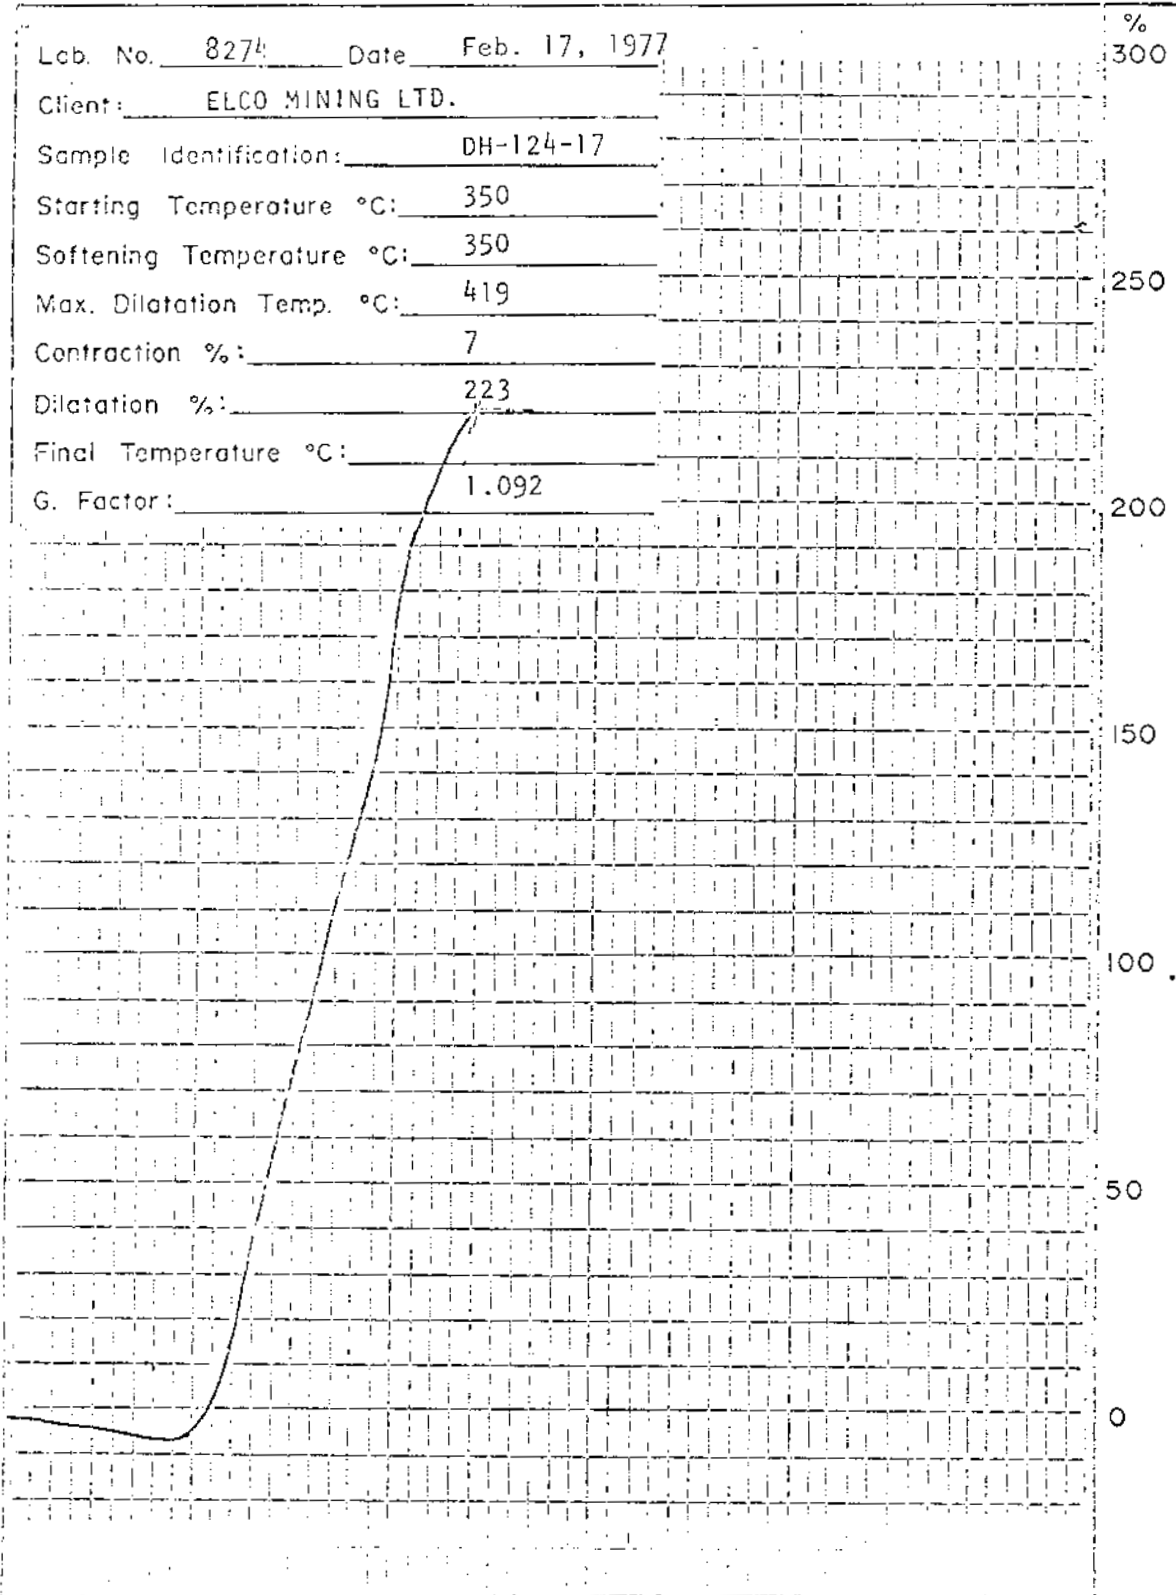 Lab. No. 8274 Date Feb. 17, 1977
Client: ELCO MINING LTD.
Sample Identification: DH-124-17
Starting Temperature °C: 350
Softening Temperature °C: 350
Max. Dilatation Temp. °C: 419
Contraction %: 7
Dilatation %: 223
Final Temperature °C:
G. Factor: 1.092
%
300
250
200
150
100
50
0